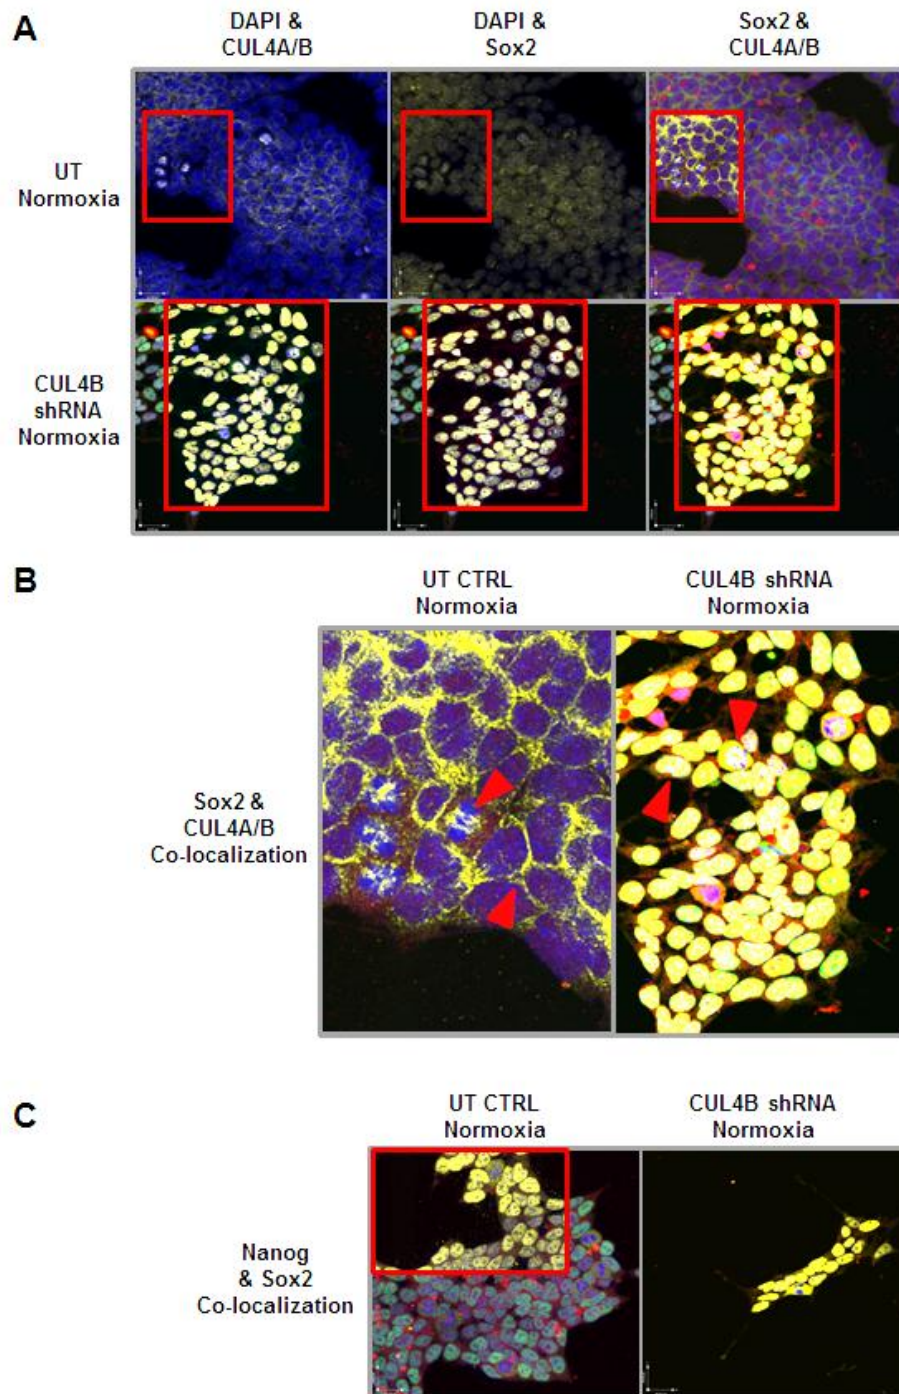 A
DAPI &
CUL4A/B
DAPI &
Sox2
Sox2 &
CUL4A/B
UT
Normoxia
CUL4B
shRNA
Normoxia
B
UT CTRL
Normoxia
CUL4B shRNA
Normoxia
Sox2 &
CUL4A/B
Co-localization
C
UT CTRL
Normoxia
CUL4B shRNA
Normoxia
Nanog
& Sox2
Co-localization